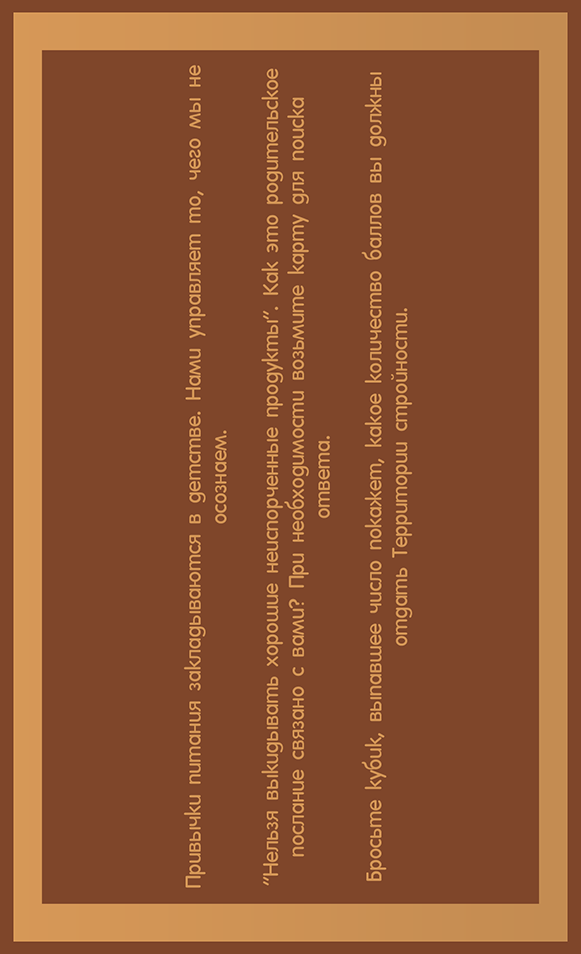 Привычки питания закладываются в детстве. Нами управляет то, чего мы не
осознаем.
"Нельзя выкидывать хорошие неиспорченные продукты". Как это родительское
послание связано с вами? При необходимости возьмите карту для поиска
ответа.
Бросьте кубик, выпавшее число покажет, какое количество баллов вы должны
отдать Территории стройности.